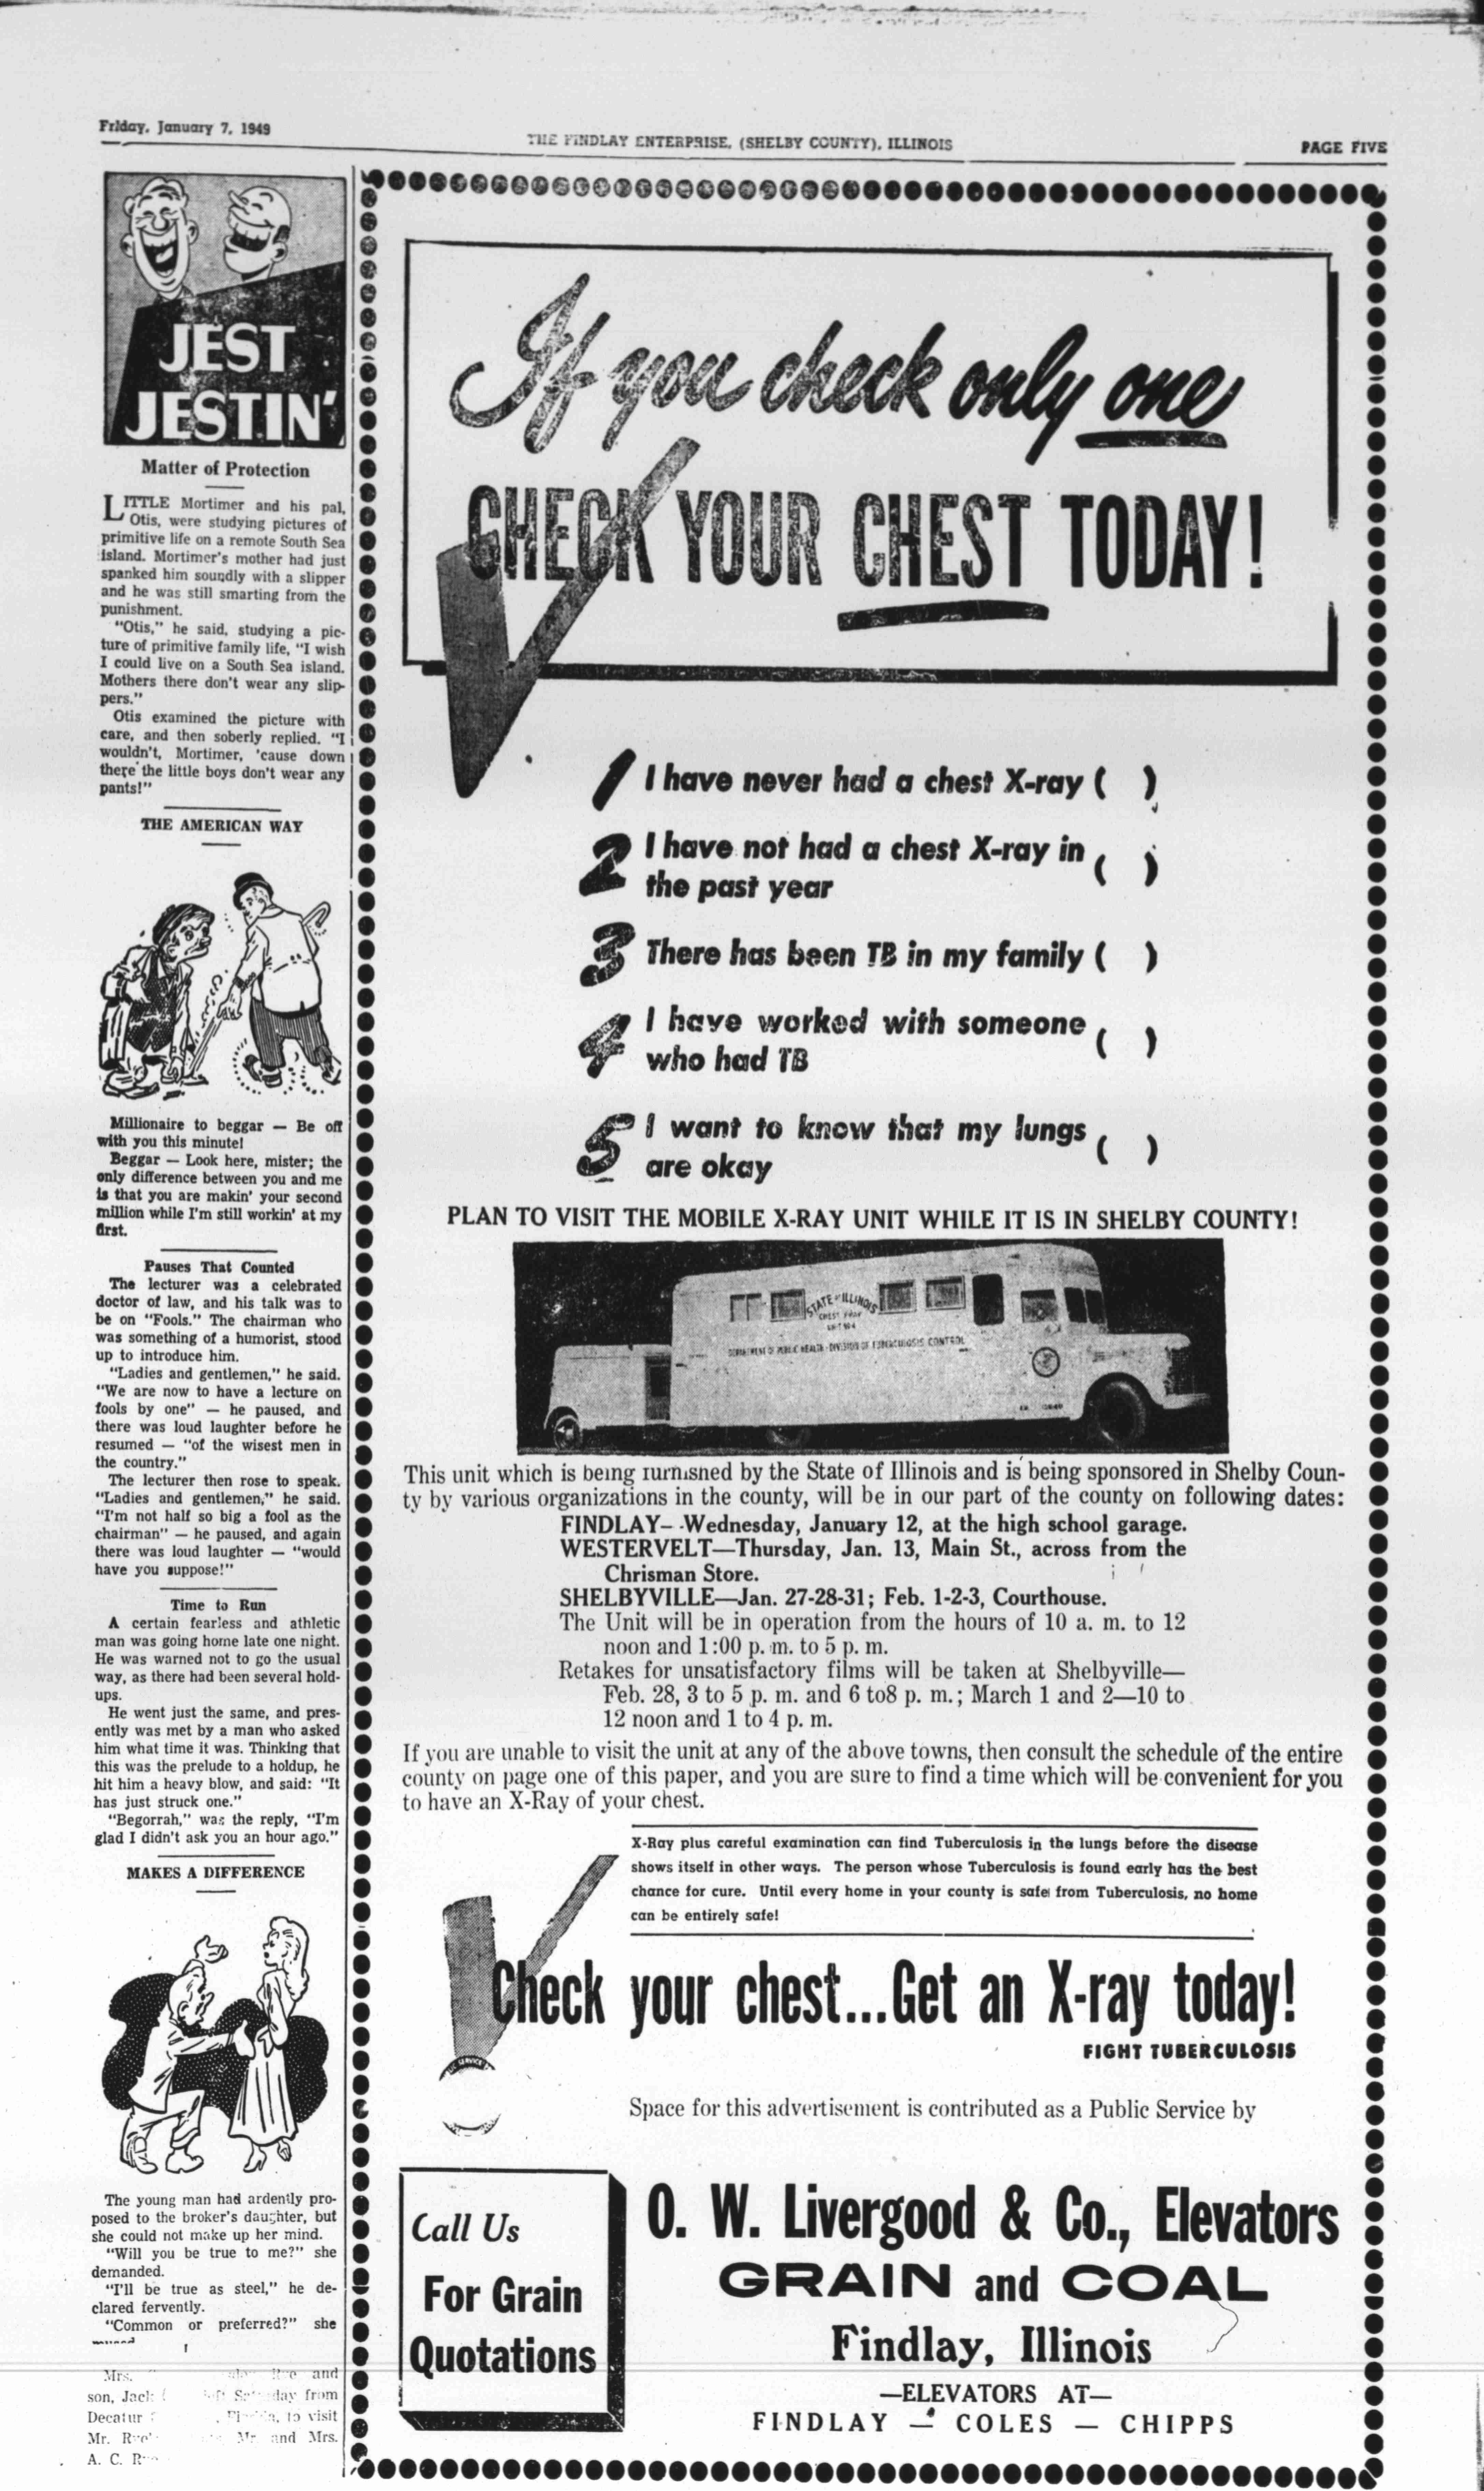 Friday, January 7, 1949
THE FINDLAY ENTERPRISE, (SHELBY COUNTY), ILLINOIS
PAGE FIVE
JEST
JESTIN'
Matter of Protection
LITTLE Mortimer and his pal,
Otis, were studying pictures of
primitive life on a remote South Sea
island. Mortimer's mother had just
spanked him soundly with a slipper
and he was still smarting from the
punishment.
"Otis," he said, studying a pic-
ture of primitive family life, "I wish
I could live on a South Sea island.
Mothers there don't wear any slip-
pers."
Otis examined the picture with
care, and then soberly replied. "I
wouldn't, Mortimer, 'cause down
there the little boys don't wear any
pants!"
THE AMERICAN WAY
Millionaire to beggar — Be off
with you this minute!
Beggar — Look here, mister; the
only difference between you and me
is that you are makin' your second
million while I'm still workin' at my
first.
Pauses That Counted
The lecturer was a celebrated
doctor of law, and his talk was to
be on "Fools." The chairman who
was something of a humorist, stood
up to introduce him.
"Ladies and gentlemen," he said.
"We are now to have a lecture on
fools by one" — he paused, and
there was loud laughter before he
resumed — "of the wisest men in
the country."
The lecturer then rose to speak.
"Ladies and gentlemen," he said.
"I'm not half so big a fool as the
chairman" — he paused, and again
there was loud laughter — "would
have you suppose!"
Time to Run
A certain fearless and athletic
man was going home late one night.
He was warned not to go the usual
way, as there had been several hold-
ups.
He went just the same, and pres-
ently was met by a man who asked
him what time it was. Thinking that
this was the prelude to a holdup, he
hit him a heavy blow, and said: "It
has just struck one."
"Begorrah," was the reply, "I'm
glad I didn't ask you an hour ago."
MAKES A DIFFERENCE
The young man had ardently pro-
posed to the broker's daughter, but
she could not make up her mind.
"Will you be true to me?" she
demanded.
"I'll be true as steel," he de-
clared fervently.
"Common or preferred?" she
Mrs. and
son, Jack left Saturday from
Decatur to visit
Mr. Mr. and Mrs.
A. C.
If you check only one
CHECK YOUR CHEST TODAY!
1 I have never had a chest X-ray ( )
2 I have not had a chest X-ray in ( )
the past year
3 There has been TB in my family ( )
4 I have worked with someone ( )
who had TB
5 I want to know that my lungs ( )
are okay
PLAN TO VISIT THE MOBILE X-RAY UNIT WHILE IT IS IN SHELBY COUNTY!
STATE OF ILLINOIS
CHEST X-RAY
DEPARTMENT OF PUBLIC HEALTH - DIVISION OF TUBERCULOSIS CONTROL
This unit which is being furnished by the State of Illinois and is being sponsored in Shelby Coun-
ty by various organizations in the county, will be in our part of the county on following dates:
FINDLAY--Wednesday, January 12, at the high school garage.
WESTERVELT—Thursday, Jan. 13, Main St., across from the
Chrisman Store.
SHELBYVILLE—Jan. 27-28-31; Feb. 1-2-3, Courthouse.
The Unit will be in operation from the hours of 10 a. m. to 12
noon and 1:00 p. m. to 5 p. m.
Retakes for unsatisfactory films will be taken at Shelbyville—
Feb. 28, 3 to 5 p. m. and 6 to8 p. m.; March 1 and 2—10 to
12 noon and 1 to 4 p. m.
If you are unable to visit the unit at any of the above towns, then consult the schedule of the entire
county on page one of this paper, and you are sure to find a time which will be convenient for you
to have an X-Ray of your chest.
X-Ray plus careful examination can find Tuberculosis in the lungs before the disease
shows itself in other ways. The person whose Tuberculosis is found early has the best
chance for cure. Until every home in your county is safe from Tuberculosis, no home
can be entirely safe!
Check your chest...Get an X-ray today!
FIGHT TUBERCULOSIS
SERVICE
Space for this advertisement is contributed as a Public Service by
Call Us
For Grain
Quotations
O. W. Livergood & Co., Elevators
GRAIN and COAL
Findlay, Illinois
—ELEVATORS AT—
FINDLAY — COLES — CHIPPS